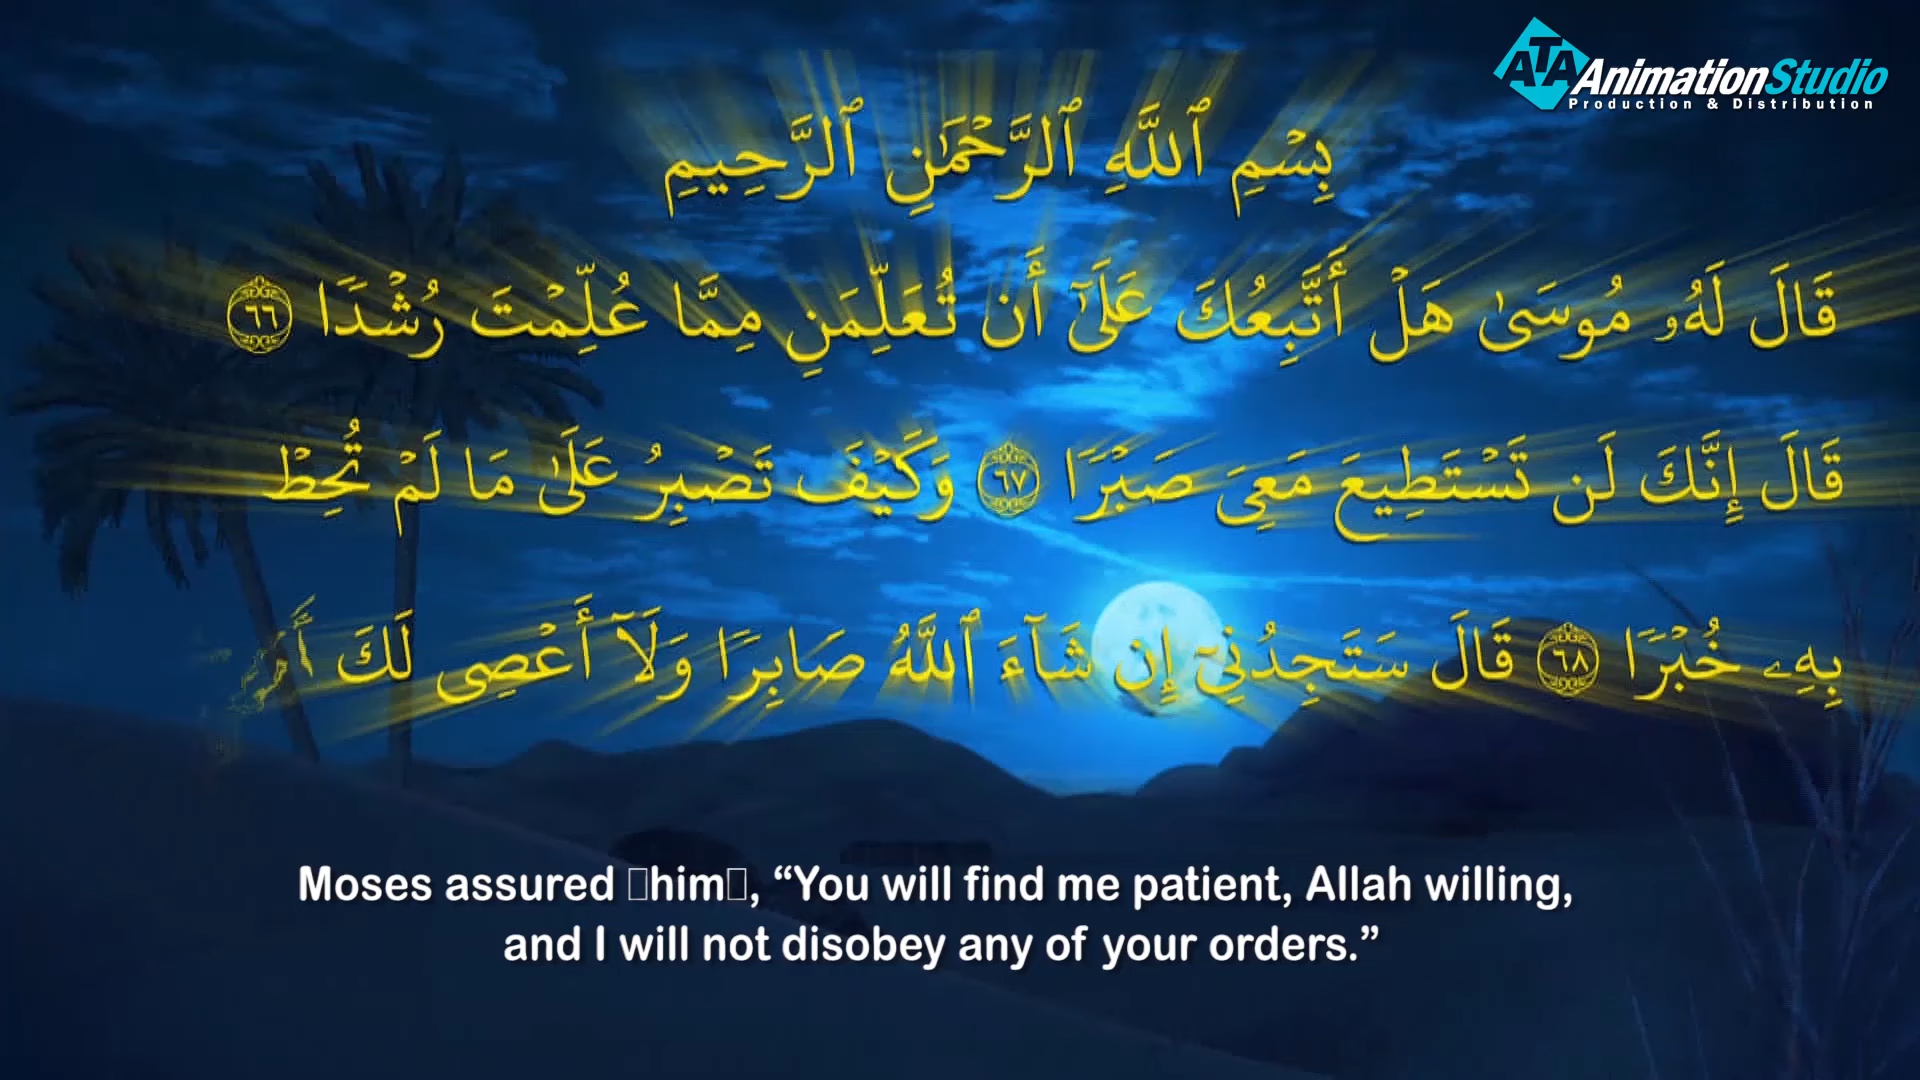 ATA AnimationStudio
Production & Distribution
بِسْمِ ٱللَّهِ ٱلرَّحْمَٰنِ ٱلرَّحِيمِ
قَالَ لَهُۥ مُوسَىٰ هَلْ أَتَّبِعُكَ عَلَىٰٓ أَن تُعَلِّمَنِ مِمَّا عُلِّمْتَ رُشْدًا ٦٦
قَالَ إِنَّكَ لَن تَسْتَطِيعَ مَعِىَ صَبْرًا ٦٧ وَكَيْفَ تَصْبِرُ عَلَىٰ مَا لَمْ تُحِطْ
بِهِۦ خُبْرًا ٦٨ قَالَ سَتَجِدُنِىٓ إِن شَآءَ ٱللَّهُ صَابِرًا وَلَآ أَعْصِى لَكَ
Moses assured ▯him▯, “You will find me patient, Allah willing,
and I will not disobey any of your orders.”